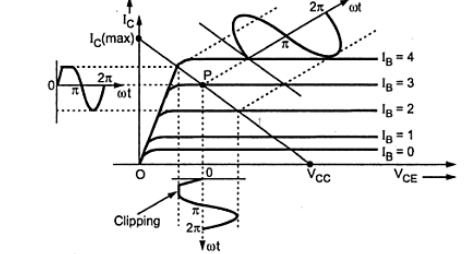 I_C
I_C(max)
2π
ωt
π
0
π
2π
ωt
P
I_B = 4
I_B = 3
I_B = 2
I_B = 1
I_B = 0
O
0
V_CC
V_CE
Clipping
π
2π
ωt